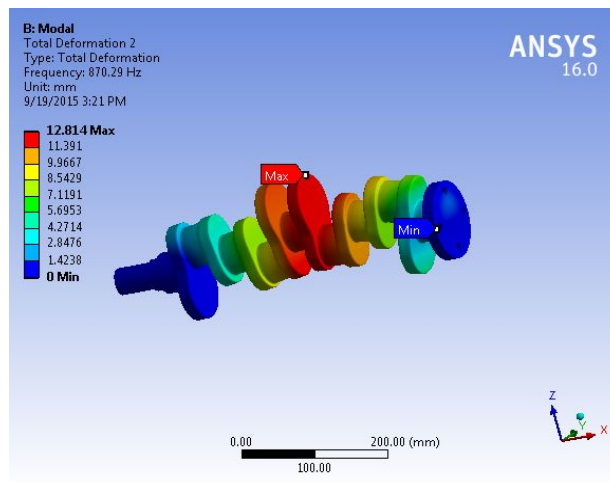 B: Modal
Total Deformation 2
Type: Total Deformation
Frequency: 870.29 Hz
Unit: mm
9/19/2015 3:21 PM
ANSYS
16.0
12.814 Max
11.391
9.9667
8.5429
7.1191
5.6953
4.2714
2.8476
1.4238
0 Min
Max
Min
Z
Y
X
0.00
200.00 (mm)
100.00